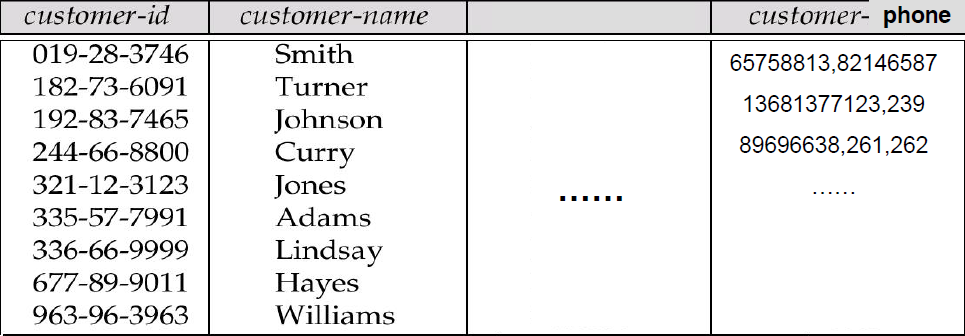 customer-id customer-name customer- phone
019-28-3746 Smith 65758813,82146587
182-73-6091 Turner
192-83-7465 Johnson 13681377123,239
244-66-8800 Curry 89696638,261,262
321-12-3123 Jones ...... ......
335-57-7991 Adams
336-66-9999 Lindsay
677-89-9011 Hayes
963-96-3963 Williams